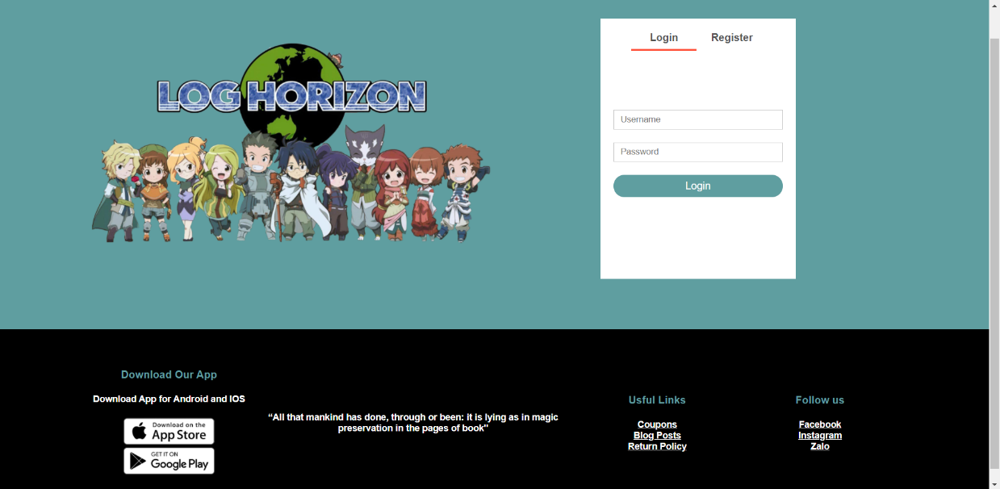 Login
Register
LOG HORIZON
Username
Password
Login
Download Our App
Download App for Android and IOS
Download on the
App Store
GET IT ON
Google Play
“All that mankind has done, through or been: it is lying as in magic
preservation in the pages of book"
Usful Links
Coupons
Blog Posts
Return Policy
Follow us
Facebook
Instagram
Zalo